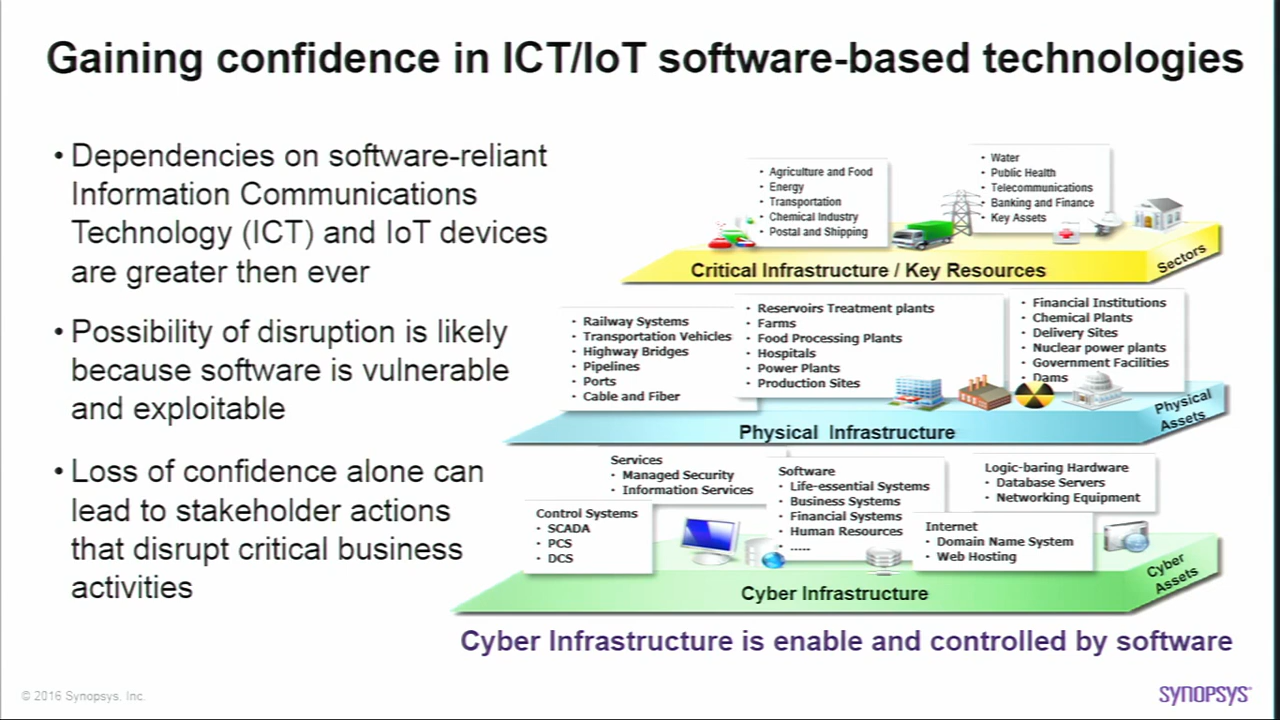 Gaining confidence in ICT/IoT software-based technologies
• Dependencies on software-reliant
Information Communications
Technology (ICT) and IoT devices
are greater then ever
• Possibility of disruption is likely
because software is vulnerable
and exploitable
• Loss of confidence alone can
lead to stakeholder actions
that disrupt critical business
activities
• Agriculture and Food
• Energy
• Transportation
• Chemical Industry
• Postal and Shipping
• Water
• Public Health
• Telecommunications
• Banking and Finance
• Key Assets
Critical Infrastructure / Key Resources
Sectors
• Railway Systems
• Transportation Vehicles
• Highway Bridges
• Pipelines
• Ports
• Cable and Fiber
• Reservoirs Treatment plants
• Farms
• Food Processing Plants
• Hospitals
• Power Plants
• Production Sites
• Financial Institutions
• Chemical Plants
• Delivery Sites
• Nuclear power plants
• Government Facilities
• Dams
Physical Infrastructure
Physical
Assets
Services
• Managed Security
• Information Services
Control Systems
• SCADA
• PCS
• DCS
Software
• Life-essential Systems
• Business Systems
• Financial Systems
• Human Resources
• .....
Logic-baring Hardware
• Database Servers
• Networking Equipment
Internet
• Domain Name System
• Web Hosting
Cyber Infrastructure
Cyber
Assets
Cyber Infrastructure is enable and controlled by software
© 2016 Synopsys, Inc.
SYNOPSYS